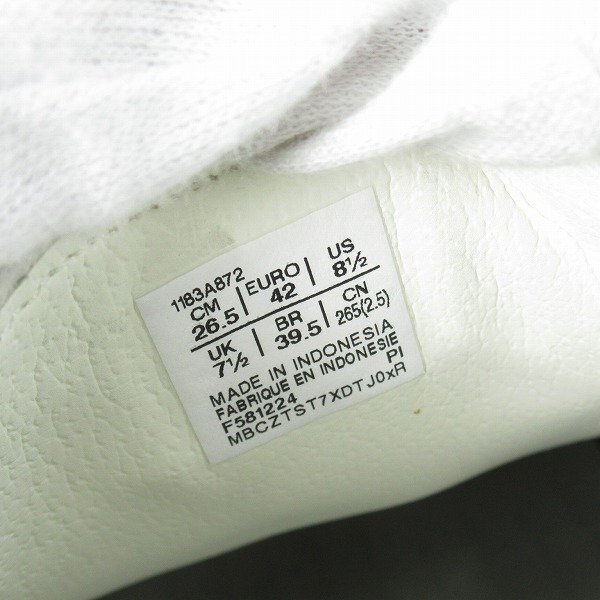 1183A872
CM EURO US
26.5 42 8½
UK BR CN
7½ 39.5 265(2.5)
MADE IN INDONESIA
FABRIQUE EN INDONESIE
F581224 PI
MBCZTST7XDTJ0xR